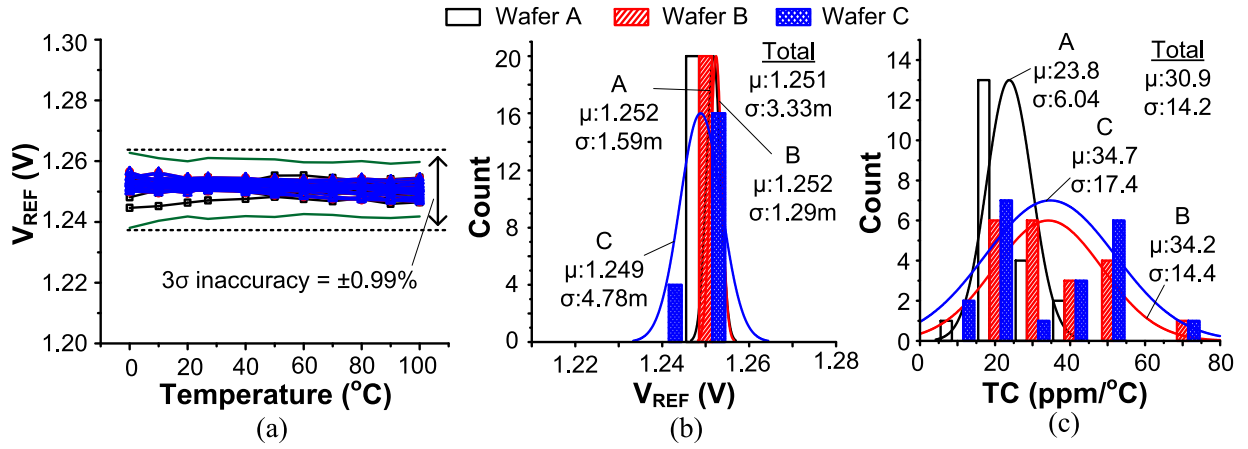 Wafer A Wafer B Wafer C
1.30
1.28
1.26
1.24
1.22
1.20
V_REF (V)
3σ inaccuracy = ±0.99%
0 20 40 60 80 100
Temperature (°C)
(a)
20
16
12
8
4
0
Count
A
μ:1.252
σ:1.59m
Total
μ:1.251
σ:3.33m
B
μ:1.252
σ:1.29m
C
μ:1.249
σ:4.78m
1.22 1.24 1.26 1.28
V_REF (V)
(b)
14
12
10
8
6
4
2
0
Count
A
μ:23.8
σ:6.04
Total
μ:30.9
σ:14.2
C
μ:34.7
σ:17.4
B
μ:34.2
σ:14.4
0 20 40 60 80
TC (ppm/°C)
(c)